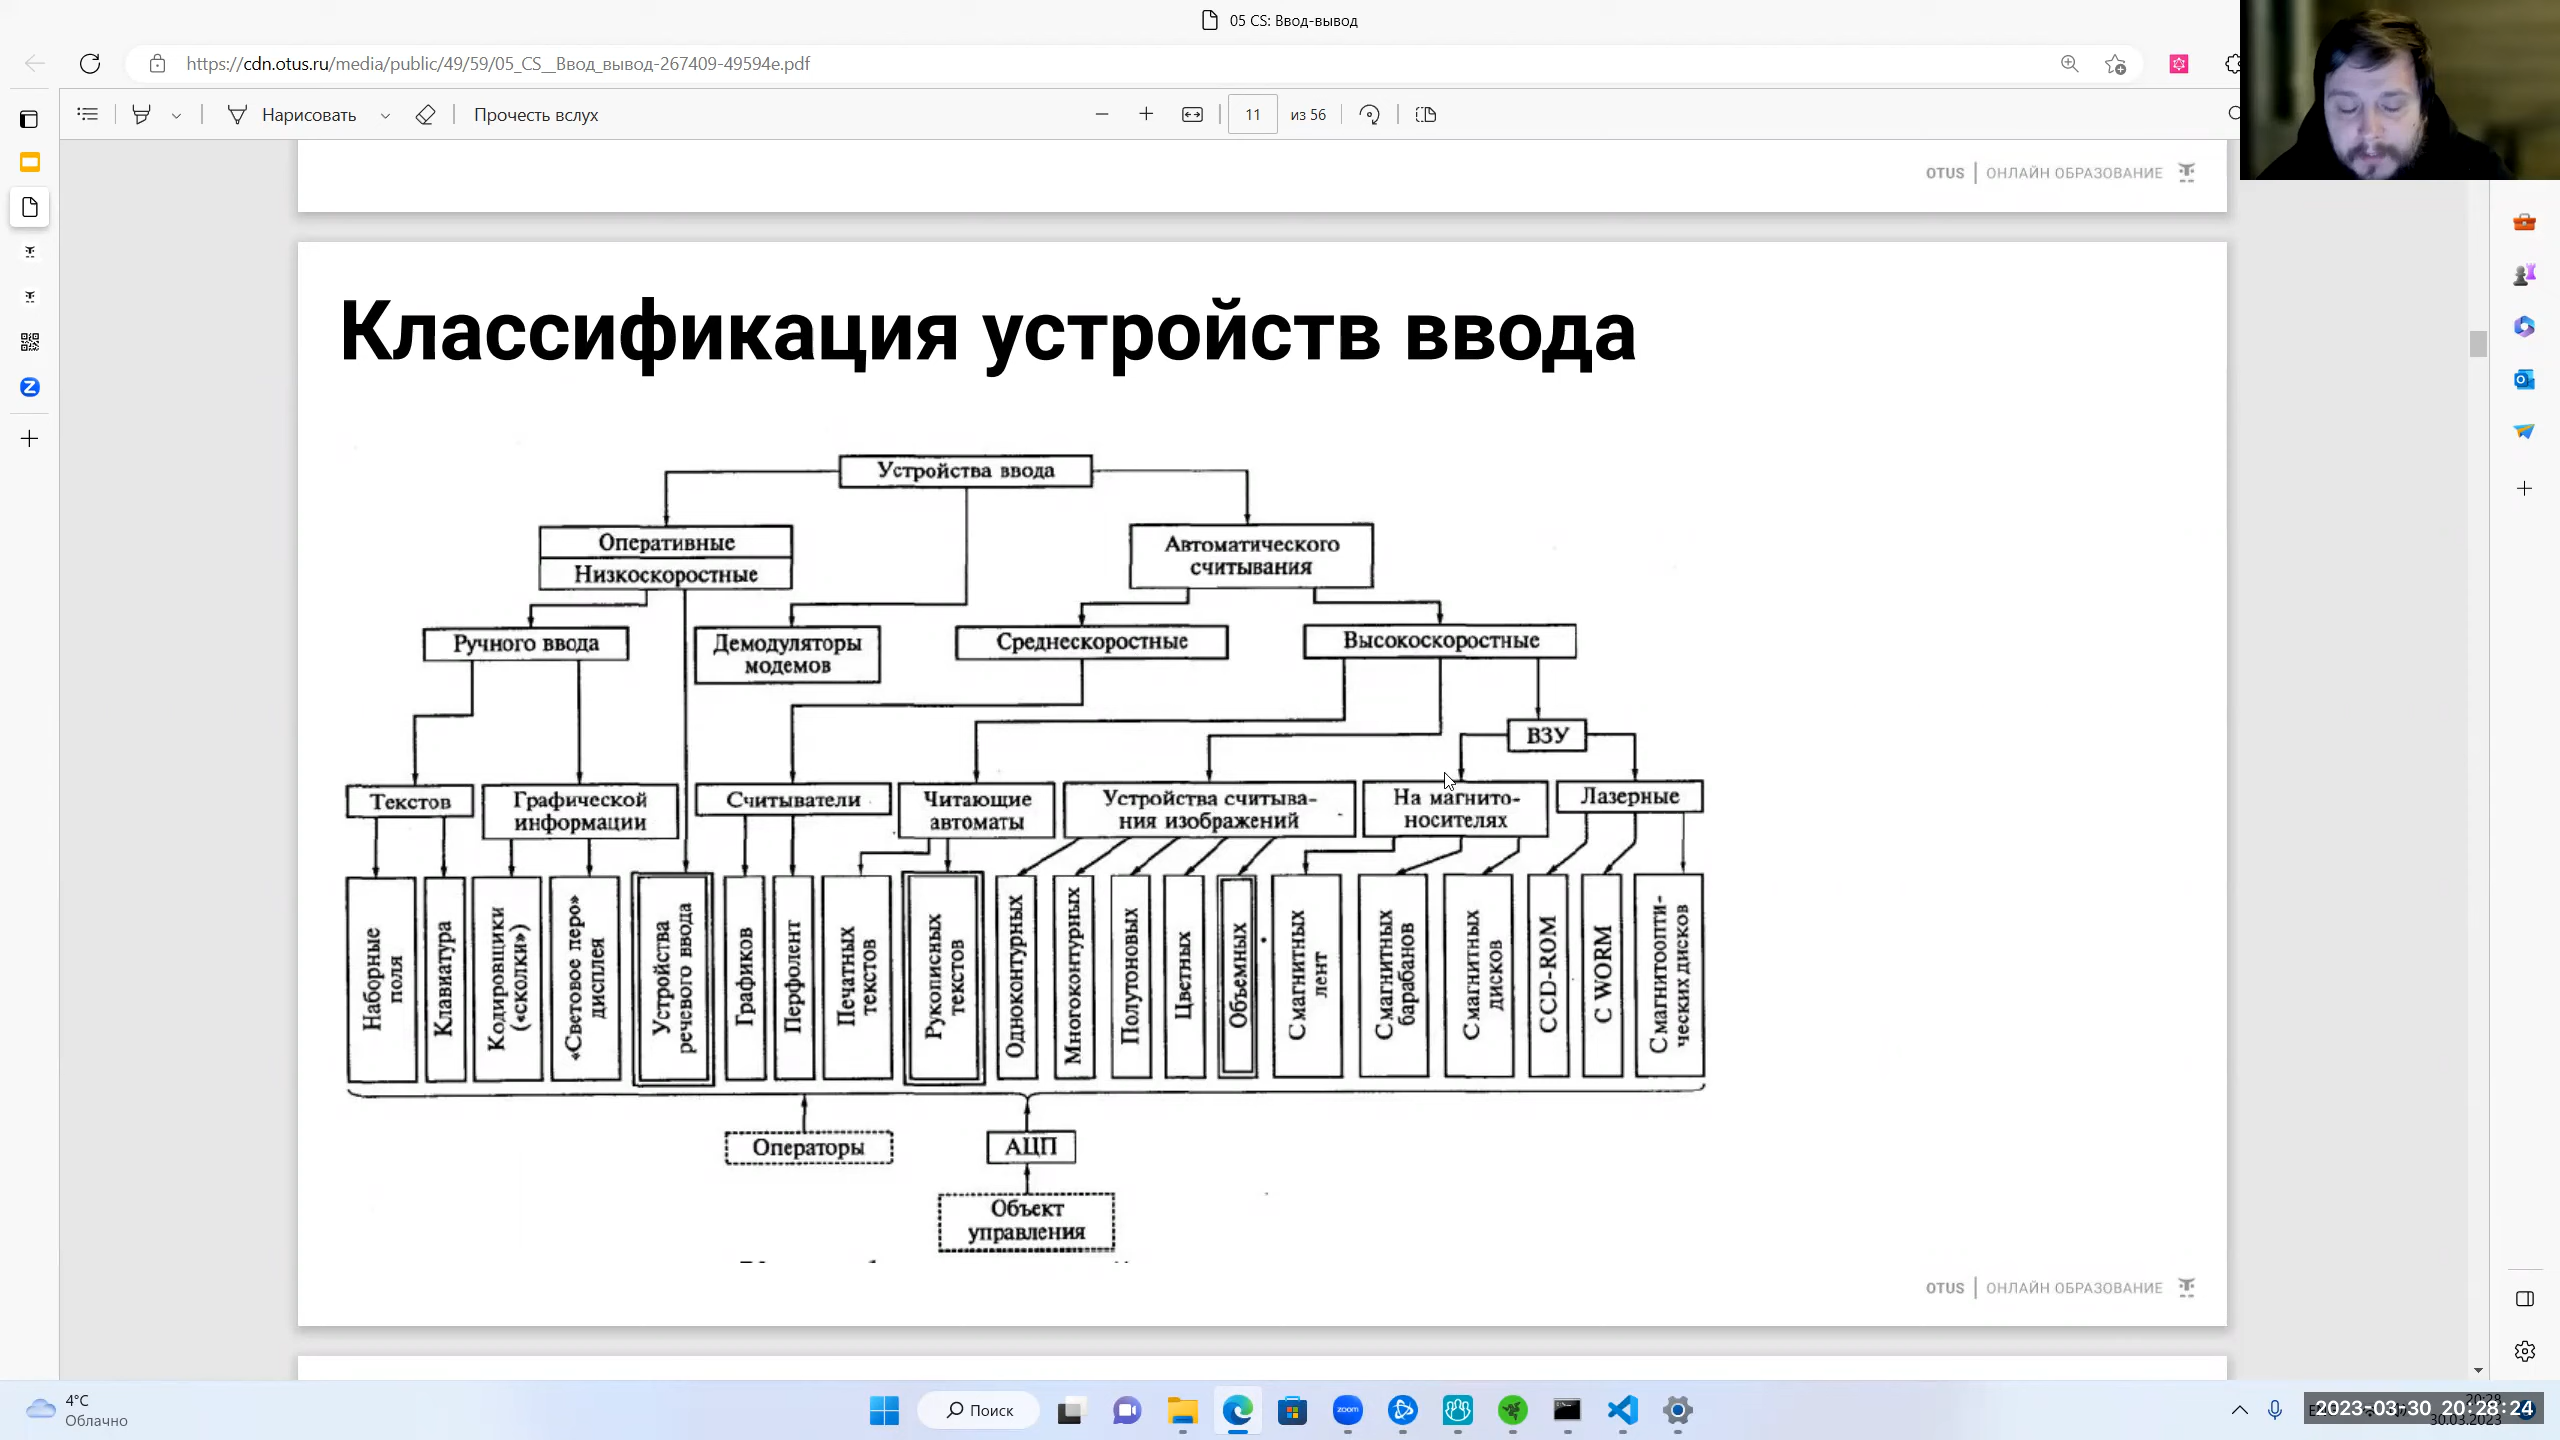 05 CS: Ввод-вывод
https://cdn.otus.ru/media/public/49/59/05_CS__Ввод_вывод-267409-49594e.pdf
Нарисовать
Прочесть вслух
11
из 56
OTUS | ОНЛАЙН ОБРАЗОВАНИЕ
Классификация устройств ввода
Устройства ввода
Оперативные
Низкоскоростные
Автоматического
считывания
Ручного ввода
Демодуляторы
модемов
Среднескоростные
Высокоскоростные
ВЗУ
Текстов
Графической
информации
Считыватели
Читающие
автоматы
Устройства считыва-
ния изображений
На магнито-
носителях
Лазерные
Наборные
поля
Клавиатура
Кодировщики
(«сколки»)
«Световое перо»
дисплея
Устройства
речевого ввода
Графиков
Перфолент
Печатных
текстов
Рукописных
текстов
Одноконтурных
Многоконтурных
Полутоновых
Цветных
Объемных
С магнитных
лент
С магнитных
барабанов
С магнитных
дисков
С CD-ROM
С WORM
С магнитоопти-
ческих дисков
Операторы
АЦП
Объект
управления
OTUS | ОНЛАЙН ОБРАЗОВАНИЕ
4°C
Облачно
Поиск
zoom
2023-03-30 20:28:24